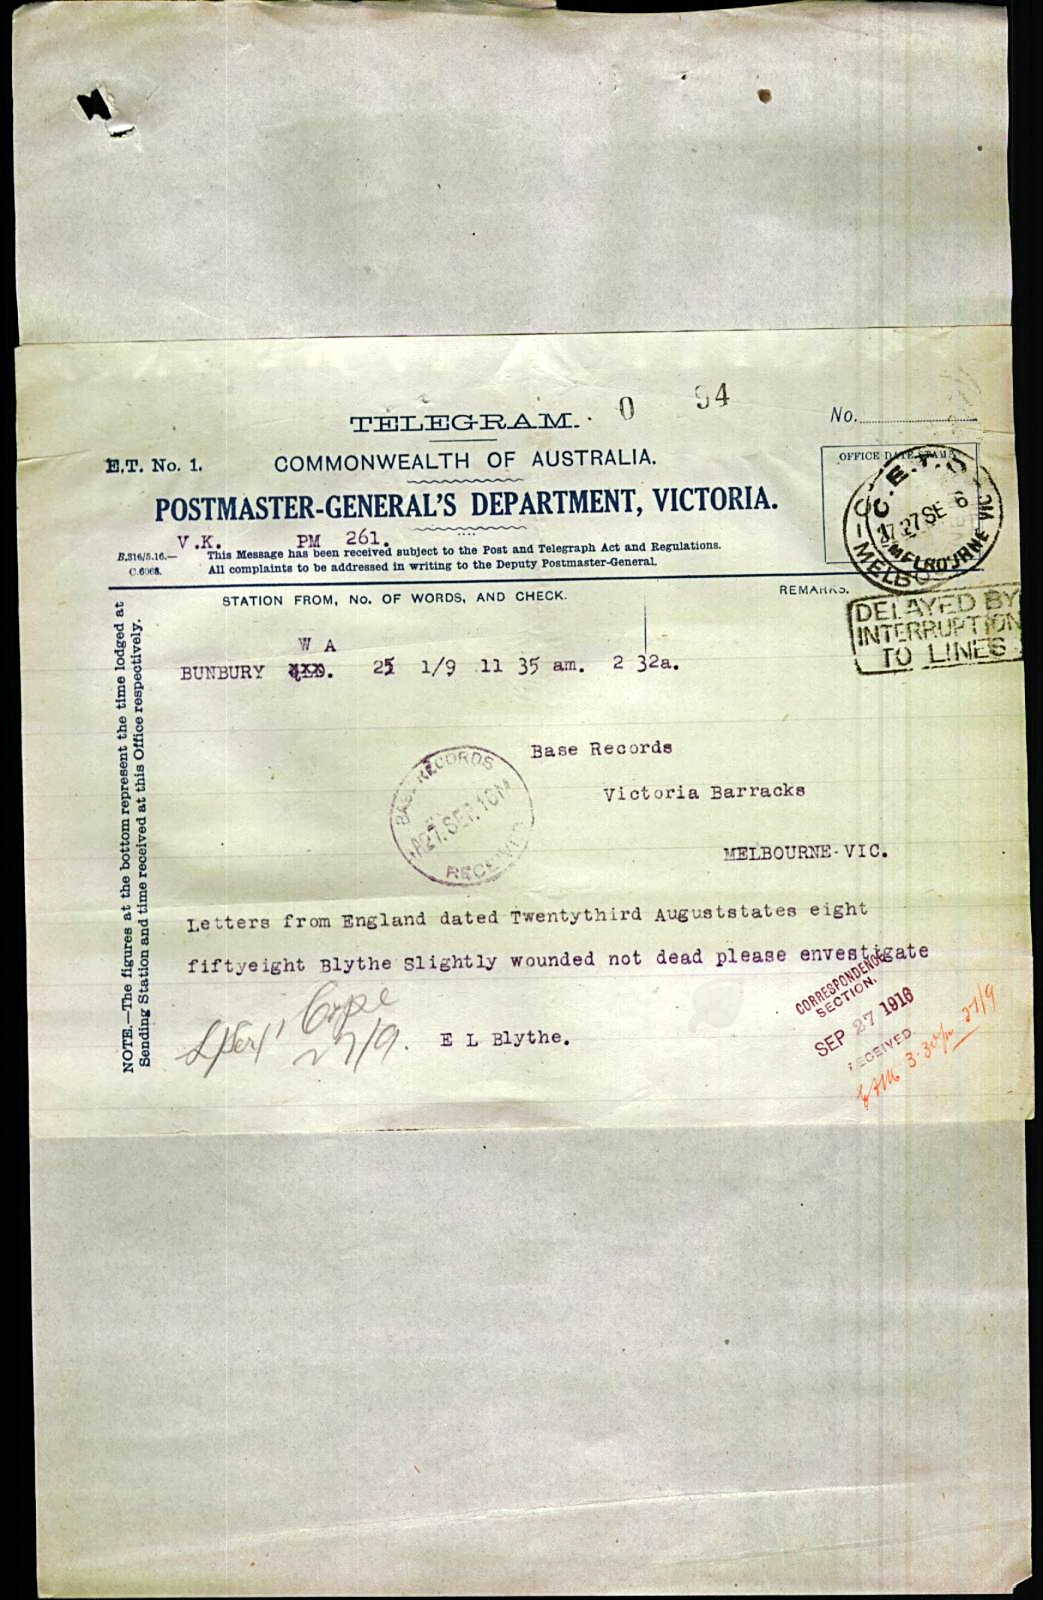 TELEGRAM. 0 94
No.
E.T. No. 1. COMMONWEALTH OF AUSTRALIA.
OFFICE DATE STAMP
POSTMASTER-GENERAL'S DEPARTMENT, VICTORIA.
V.K. PM 261.
B.316/5.16.— This Message has been received subject to the Post and Telegraph Act and Regulations.
C.6068. All complaints to be addressed in writing to the Deputy Postmaster-General.
C.E.T.O
27 SE 6
MELBOURNE VIC
STATION FROM, No. OF WORDS, AND CHECK.
REMARKS.
DELAYED BY
INTERRUPTION
TO LINES
W A
BUNBURY 25 1/9 11 35 am. 2 32a.
NOTE.—The figures at the bottom represent the time lodged at
Sending Station and time received at this Office respectively.
Base Records
Victoria Barracks
MELBOURNE-VIC.
BASE RECORDS
27.SEP.
RECEIVED
Letters from England dated Twentythird Auguststates eight
fiftyeight Blythe Slightly wounded not dead please envestigate
E L Blythe.
27/9.
CORRESPONDENCE
SECTION.
SEP 27 1916
RECEIVED
3.30p 27/9